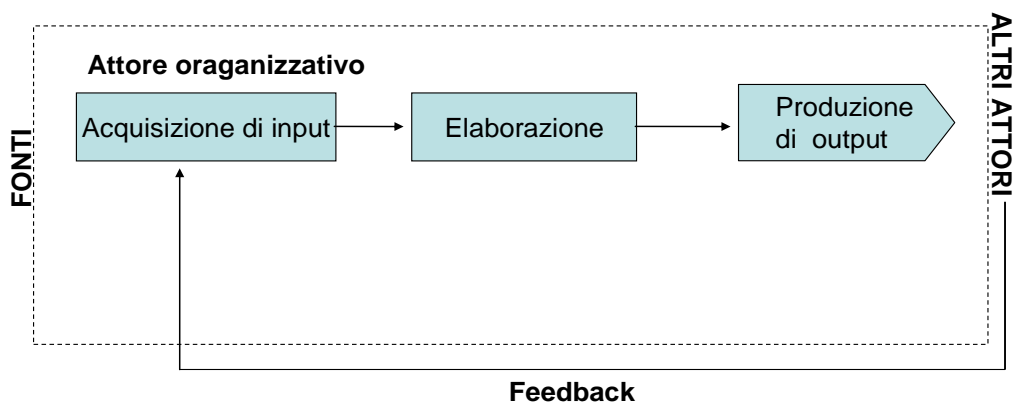 Attore oraganizzativo
FONTI
Acquisizione di input
Elaborazione
Produzione
di output
ALTRI ATTORI
Feedback